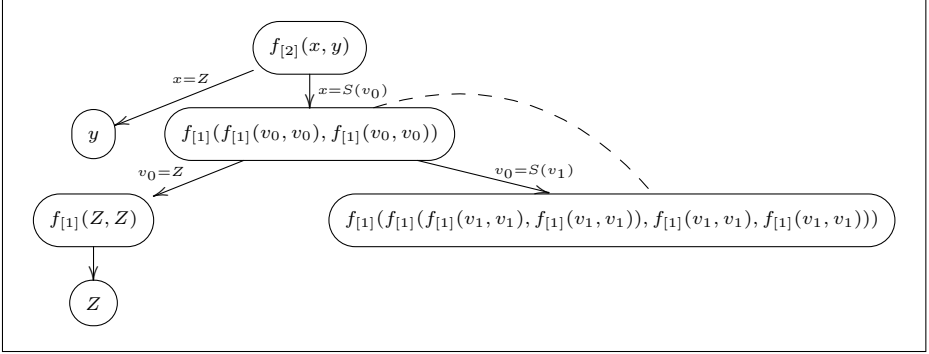 f[2](x, y)
x=Z
x=S(v0)
y
f[1](f[1](v0, v0), f[1](v0, v0))
v0=Z
v0=S(v1)
f[1](Z, Z)
f[1](f[1](f[1](v1, v1), f[1](v1, v1)), f[1](v1, v1), f[1](v1, v1)))
Z